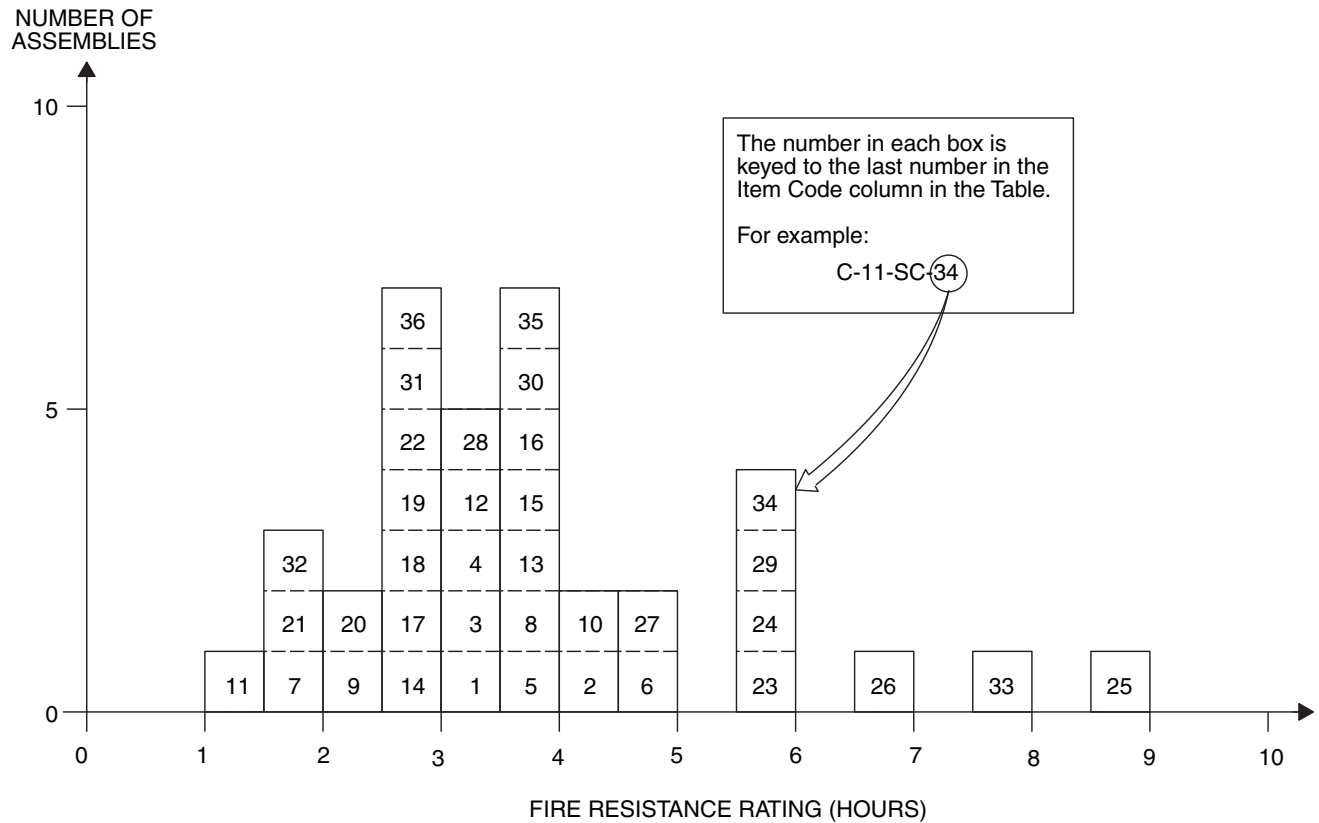 NUMBER OF
ASSEMBLIES
10
The number in each box is
keyed to the last number in the
Item Code column in the Table.
For example:
C-11-SC-34
36 35
31 30
5
22 28 16
19 12 15 34
32 18 4 13 29
21 20 17 3 8 10 27 24
11 7 9 14 1 5 2 6 23 26 33 25
0
0 1 2 3 4 5 6 7 8 9 10
FIRE RESISTANCE RATING (HOURS)